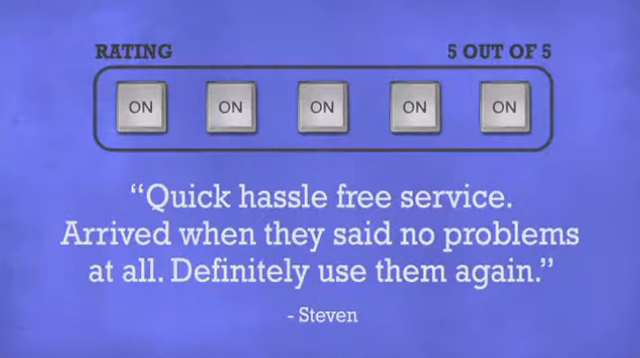 RATING 5 OUT OF 5
ON ON ON ON ON
“Quick hassle free service.
Arrived when they said no problems
at all. Definitely use them again.”
- Steven